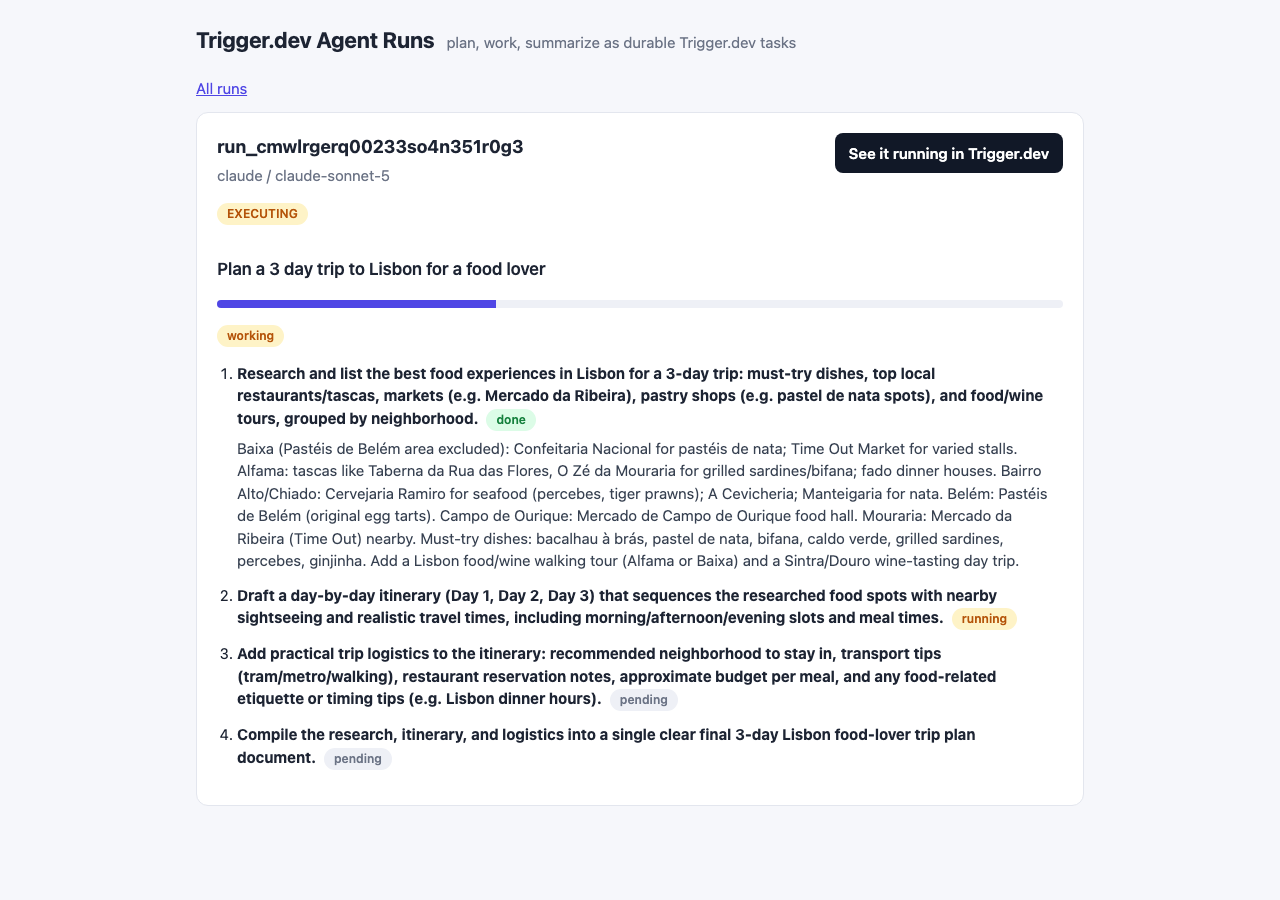 Trigger.dev Agent Runs plan, work, summarize as durable Trigger.dev tasks
All runs
run_cmwlrgerq00233so4n351r0g3
See it running in Trigger.dev
claude / claude-sonnet-5
EXECUTING
Plan a 3 day trip to Lisbon for a food lover
working
1. Research and list the best food experiences in Lisbon for a 3-day trip: must-try dishes, top local
restaurants/tascas, markets (e.g. Mercado da Ribeira), pastry shops (e.g. pastel de nata spots), and food/wine
tours, grouped by neighborhood. done
Baixa (Pastéis de Belém area excluded): Confeitaria Nacional for pastéis de nata; Time Out Market for varied stalls.
Alfama: tascas like Taberna da Rua das Flores, O Zé da Mouraria for grilled sardines/bifana; fado dinner houses. Bairro
Alto/Chiado: Cervejaria Ramiro for seafood (percebes, tiger prawns); A Cevicheria; Manteigaria for nata. Belém: Pastéis
de Belém (original egg tarts). Campo de Ourique: Mercado de Campo de Ourique food hall. Mouraria: Mercado da
Ribeira (Time Out) nearby. Must-try dishes: bacalhau à brás, pastel de nata, bifana, caldo verde, grilled sardines,
percebes, ginjinha. Add a Lisbon food/wine walking tour (Alfama or Baixa) and a Sintra/Douro wine-tasting day trip.
2. Draft a day-by-day itinerary (Day 1, Day 2, Day 3) that sequences the researched food spots with nearby
sightseeing and realistic travel times, including morning/afternoon/evening slots and meal times. running
3. Add practical trip logistics to the itinerary: recommended neighborhood to stay in, transport tips
(tram/metro/walking), restaurant reservation notes, approximate budget per meal, and any food-related
etiquette or timing tips (e.g. Lisbon dinner hours). pending
4. Compile the research, itinerary, and logistics into a single clear final 3-day Lisbon food-lover trip plan
document. pending